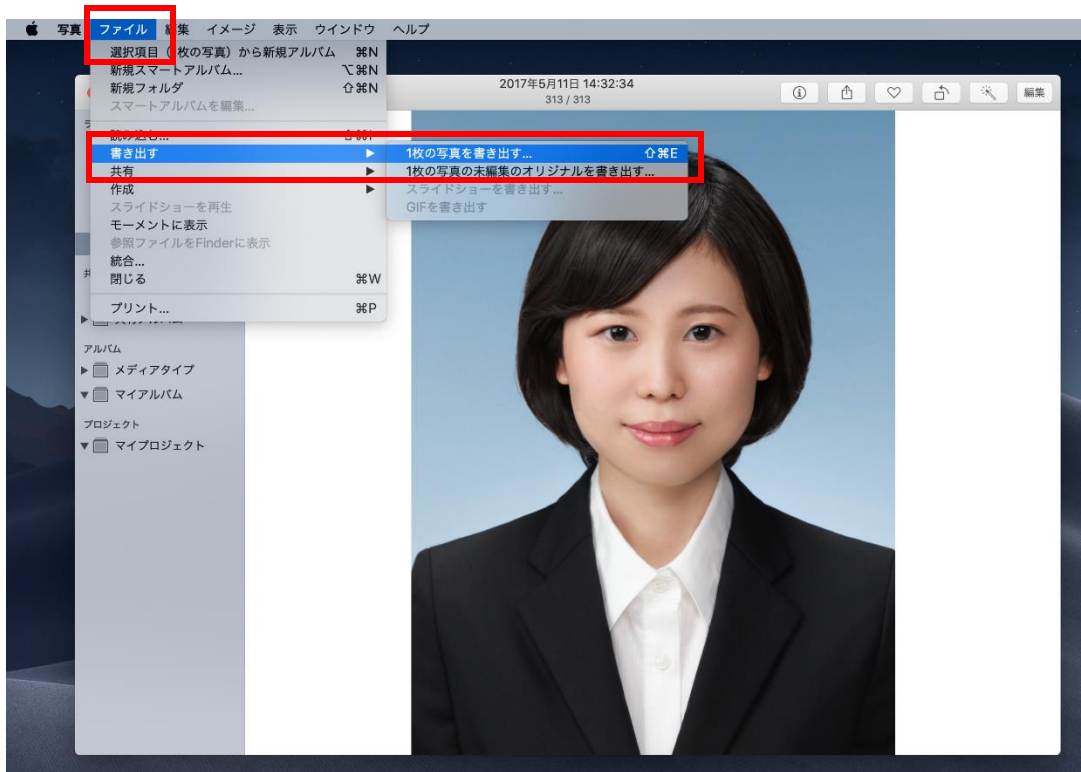 写真 ファイル 集 イメージ 表示 ウインドウ ヘルプ
選択項目 枚の写真）から新規アルバム ⌘N
新規スマートアルバム... ⌥⌘N
新規フォルダ ⇧⌘N
スマートアルバムを編集...
書き出す ▶
共有 ▶
作成 ▶
スライドショーを再生
モーメントに表示
参照ファイルをFinderに表示
統合...
閉じる ⌘W
プリント... ⌘P
1枚の写真を書き出す... ⇧⌘E
1枚の写真の未編集のオリジナルを書き出す...
スライドショーを書き出す...
GIFを書き出す
2017年5月11日 14:32:34
313 / 313
編集
アルバム
▶ メディアタイプ
▼ マイアルバム
プロジェクト
▼ マイプロジェクト